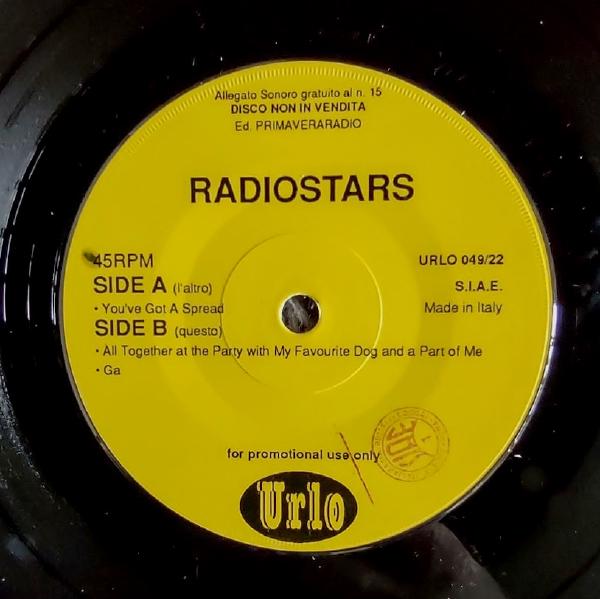 Allegato Sonoro gratuito al n. 15
DISCO NON IN VENDITA
Ed. PRIMAVERARADIO
RADIOSTARS
45RPM
URLO 049/22
SIDE A (l'altro)
S.I.A.E.
• You've Got A Spread
Made in Italy
SIDE B (questo)
• All Together at the Party with My Favourite Dog and a Part of Me
• Ga
for promotional use only
Urlo